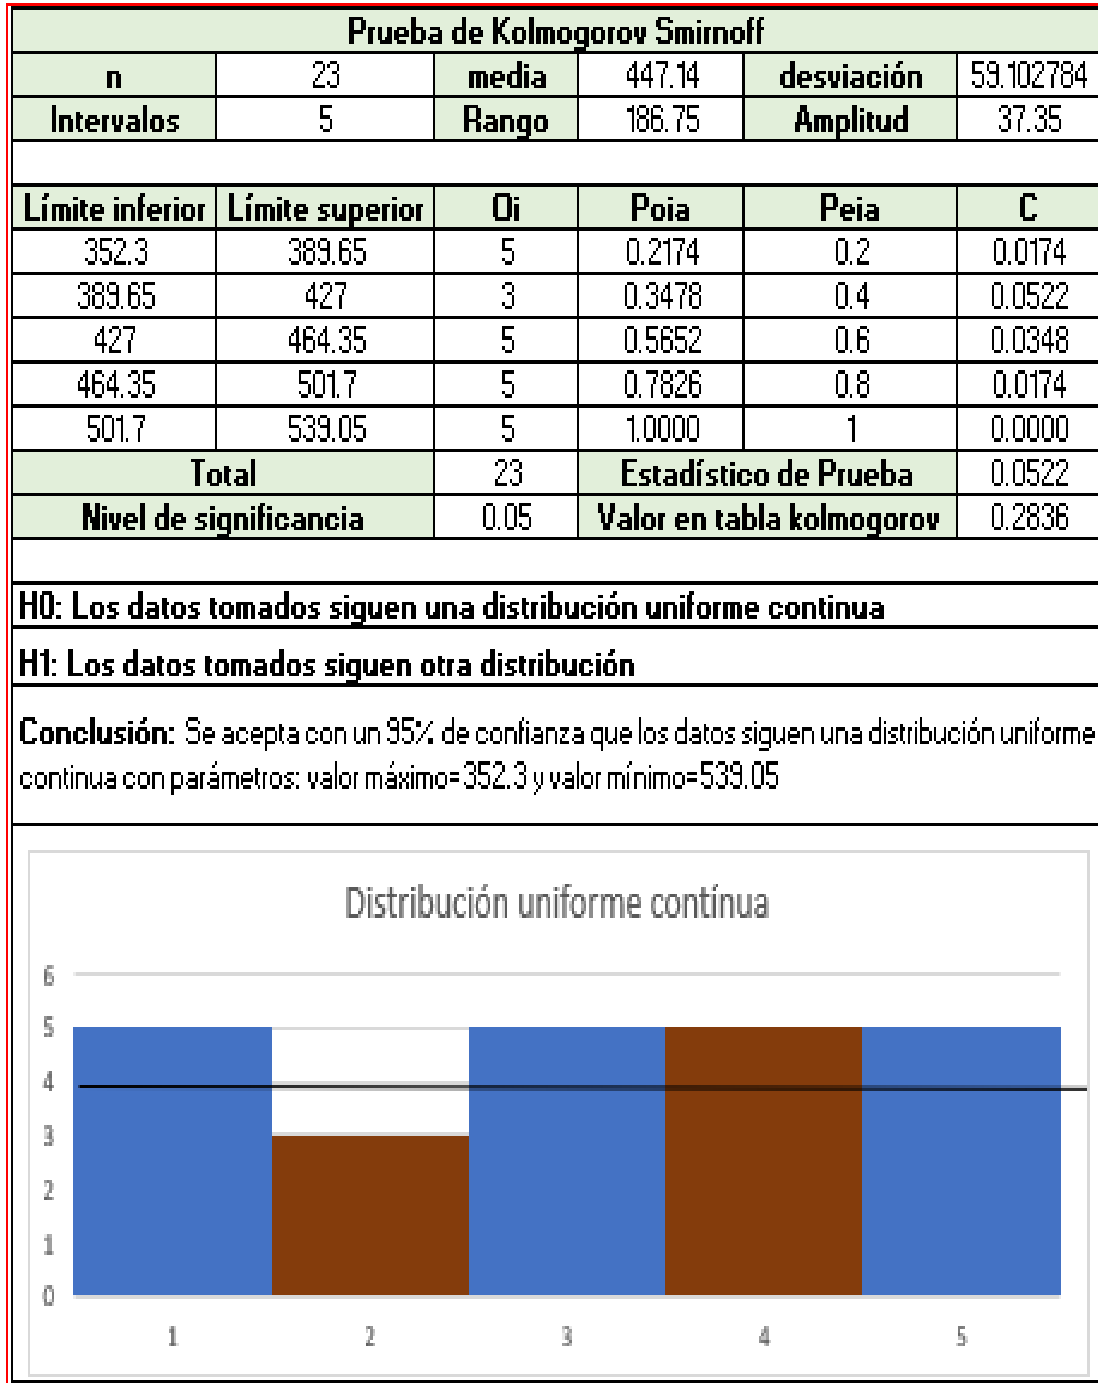 Prueba de Kolmogorov Smirnoff
n 23 media 447.14 desviación 59.102784
Intervalos 5 Rango 186.75 Amplitud 37.35
Límite inferior Límite superior Oi Poia Peia C
352.3 389.65 5 0.2174 0.2 0.0174
389.65 427 3 0.3478 0.4 0.0522
427 464.35 5 0.5652 0.6 0.0348
464.35 501.7 5 0.7826 0.8 0.0174
501.7 539.05 5 1.0000 1 0.0000
Total 23 Estadístico de Prueba 0.0522
Nivel de significancia 0.05 Valor en tabla kolmogorov 0.2836
H0: Los datos tomados siguen una distribución uniforme continua
H1: Los datos tomados siguen otra distribución
Conclusión: Se acepta con un 95% de confianza que los datos siguen una distribución uniforme
continua con parámetros: valor máximo=352.3 y valor mínimo=539.05
Distribución uniforme contínua
6
5
4
3
2
1
0
1 2 3 4 5